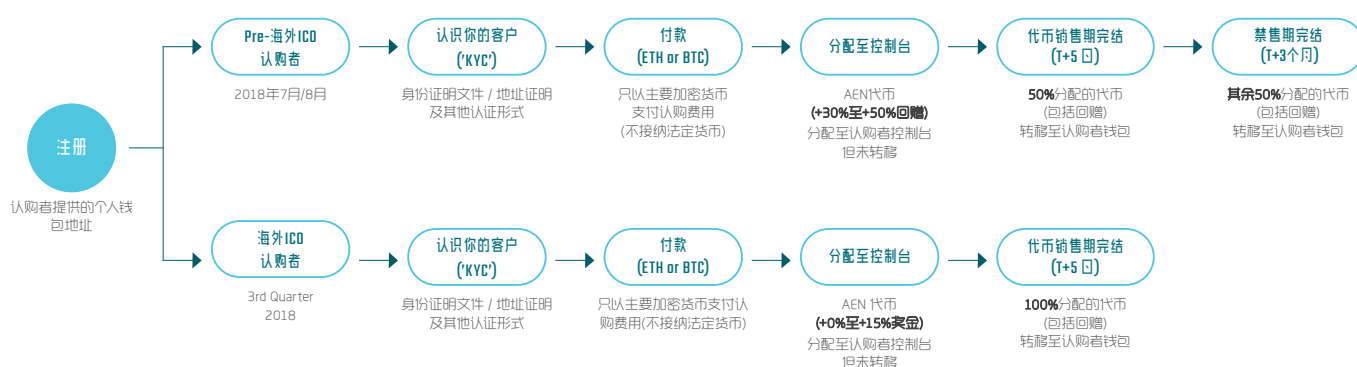 注册
认购者提供的个人钱
包地址
Pre-海外ICO
认购者
2018年7月/8月
认识你的客户
('KYC')
身份证明文件 / 地址证明
及其他认证形式
付款
(ETH or BTC)
只以主要加密货币
支付认购费用
(不接纳法定货币)
分配至控制台
AEN代币
(+30%至+50%回赠)
分配至认购者控制台
但未转移
代币销售期完结
(T+5 日)
50%分配的代币
(包括回赠)
转移至认购者钱包
禁售期完结
(T+3个月)
其余50%分配的代币
(包括回赠)
转移至认购者钱包
海外ICO
认购者
3rd Quarter
2018
认识你的客户
('KYC')
身份证明文件 / 地址证明
及其他认证形式
付款
(ETH or BTC)
只以主要加密货币支付认
购费用(不接纳法定货币)
分配至控制台
AEN 代币
(+0%至+15%奖金)
分配至认购者控制台
但未转移
代币销售期完结
(T+5 日)
100%分配的代币
(包括回赠)
转移至认购者钱包